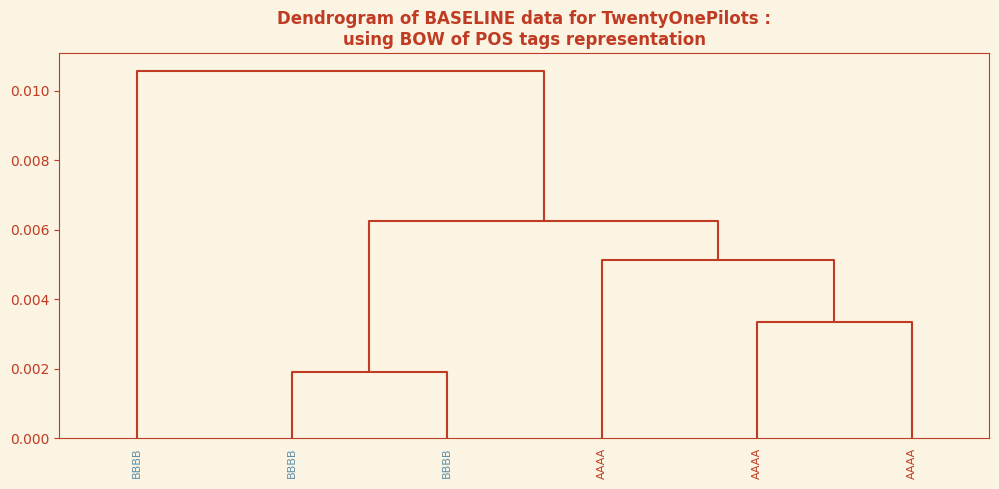 Dendrogram of BASELINE data for TwentyOnePilots :
using BOW of POS tags representation
0.010
0.008
0.006
0.004
0.002
0.000
BBBB
BBBB
BBBB
AAAA
AAAA
AAAA